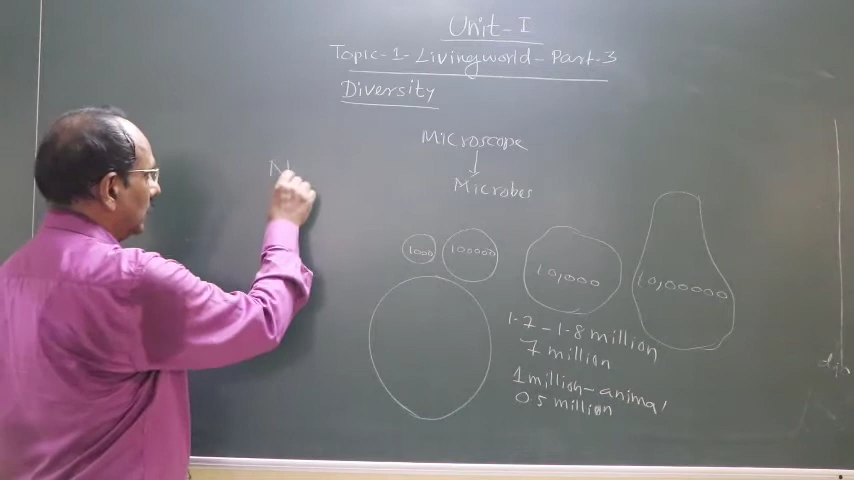 Unit-I
Topic-1-Livingworld-Part-3
Diversity
Microscope
Microbes
N
1000
100000
10,000
10,00000
1.7-1.8 million
7 million
1 million-animal
0.5 million